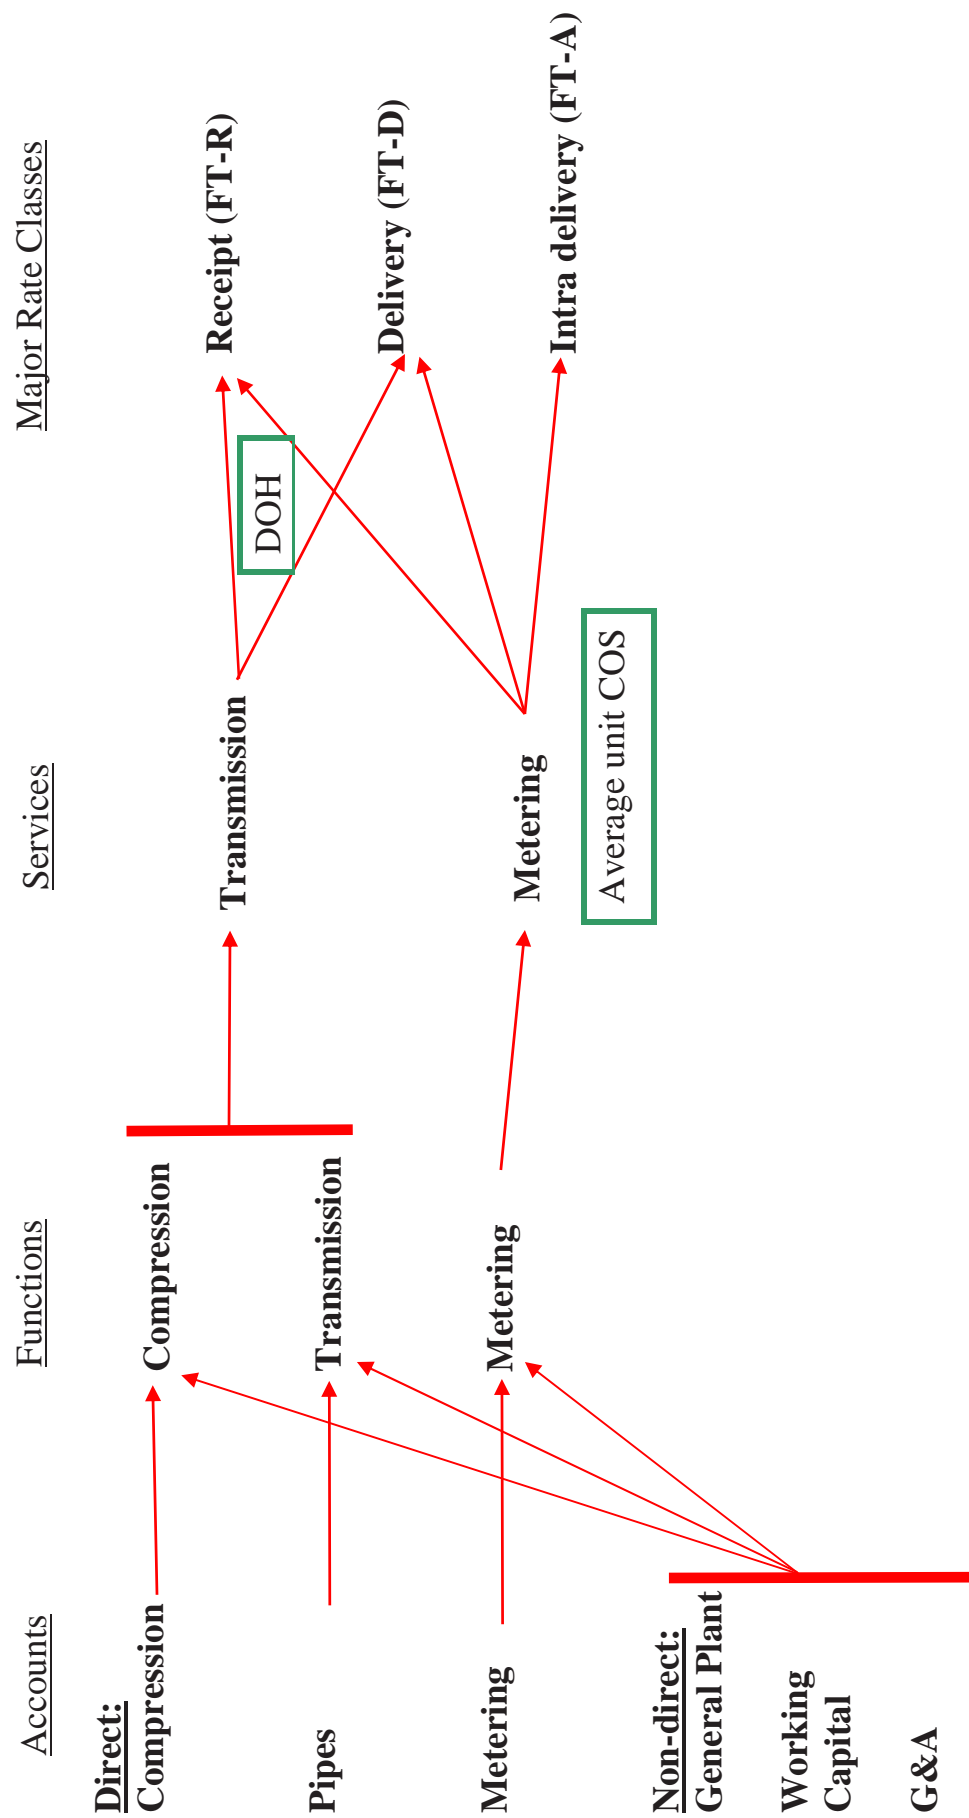 Accounts
Functions
Services
Major Rate Classes
Direct:
Compression
Compression
Transmission
Receipt (FT-R)
DOH
Pipes
Transmission
Delivery (FT-D)
Metering
Metering
Metering
Intra delivery (FT-A)
Average unit COS
Non-direct:
General Plant
Working
Capital
G&A